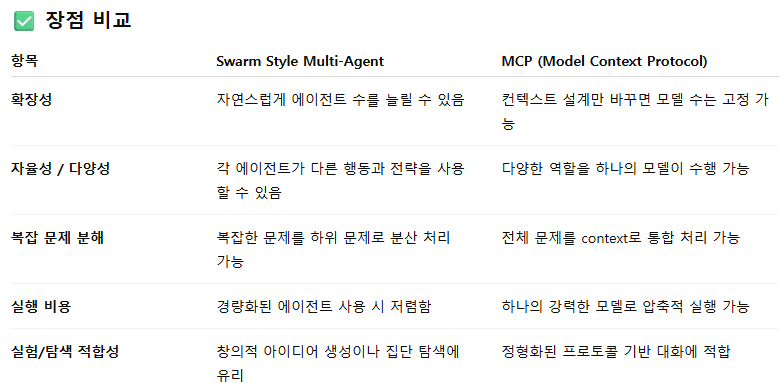 ✅ 장점 비교
항목 Swarm Style Multi-Agent MCP (Model Context Protocol)
확장성 자연스럽게 에이전트 수를 늘릴 수 있음 컨텍스트 설계만 바꾸면 모델 수는 고정 가
능
자율성 / 다양성 각 에이전트가 다른 행동과 전략을 사용 다양한 역할을 하나의 모델이 수행 가능
할 수 있음
복잡 문제 분해 복잡한 문제를 하위 문제로 분산 처리 전체 문제를 context로 통합 처리 가능
가능
실행 비용 경량화된 에이전트 사용 시 저렴함 하나의 강력한 모델로 압축적 실행 가능
실험/탐색 적합성 창의적 아이디어 생성이나 집단 탐색에 정형화된 프로토콜 기반 대화에 적합
유리